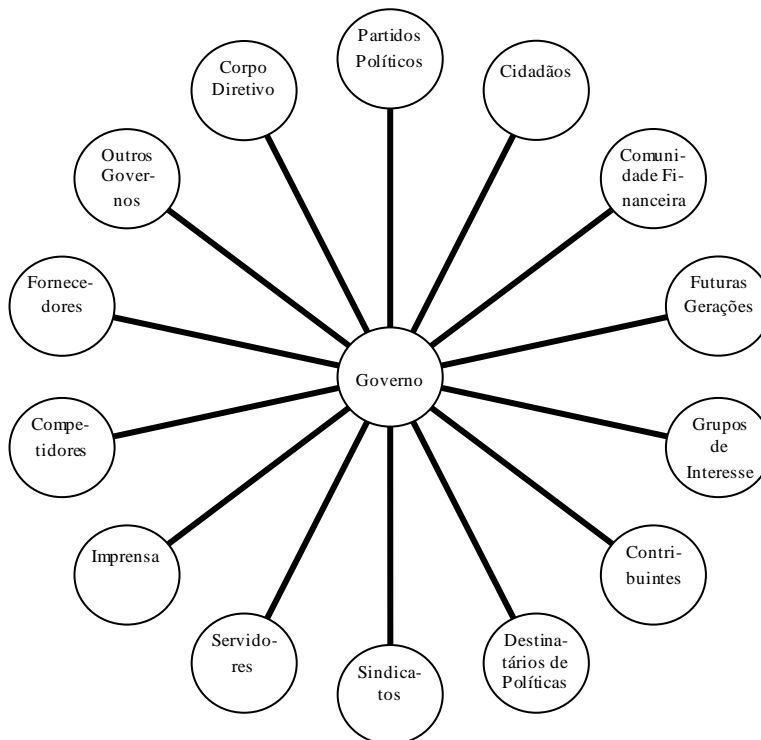 Partidos
Políticos
Cidadãos
Comuni-
dade Fi-
nanceira
Futuras
Gerações
Grupos
de
Interesse
Contri-
buintes
Destina-
tários de
Políticas
Sindica-
tos
Servido-
res
Imprensa
Compe-
tidores
Fornece-
dores
Outros
Gover-
nos
Corpo
Diretivo
Governo